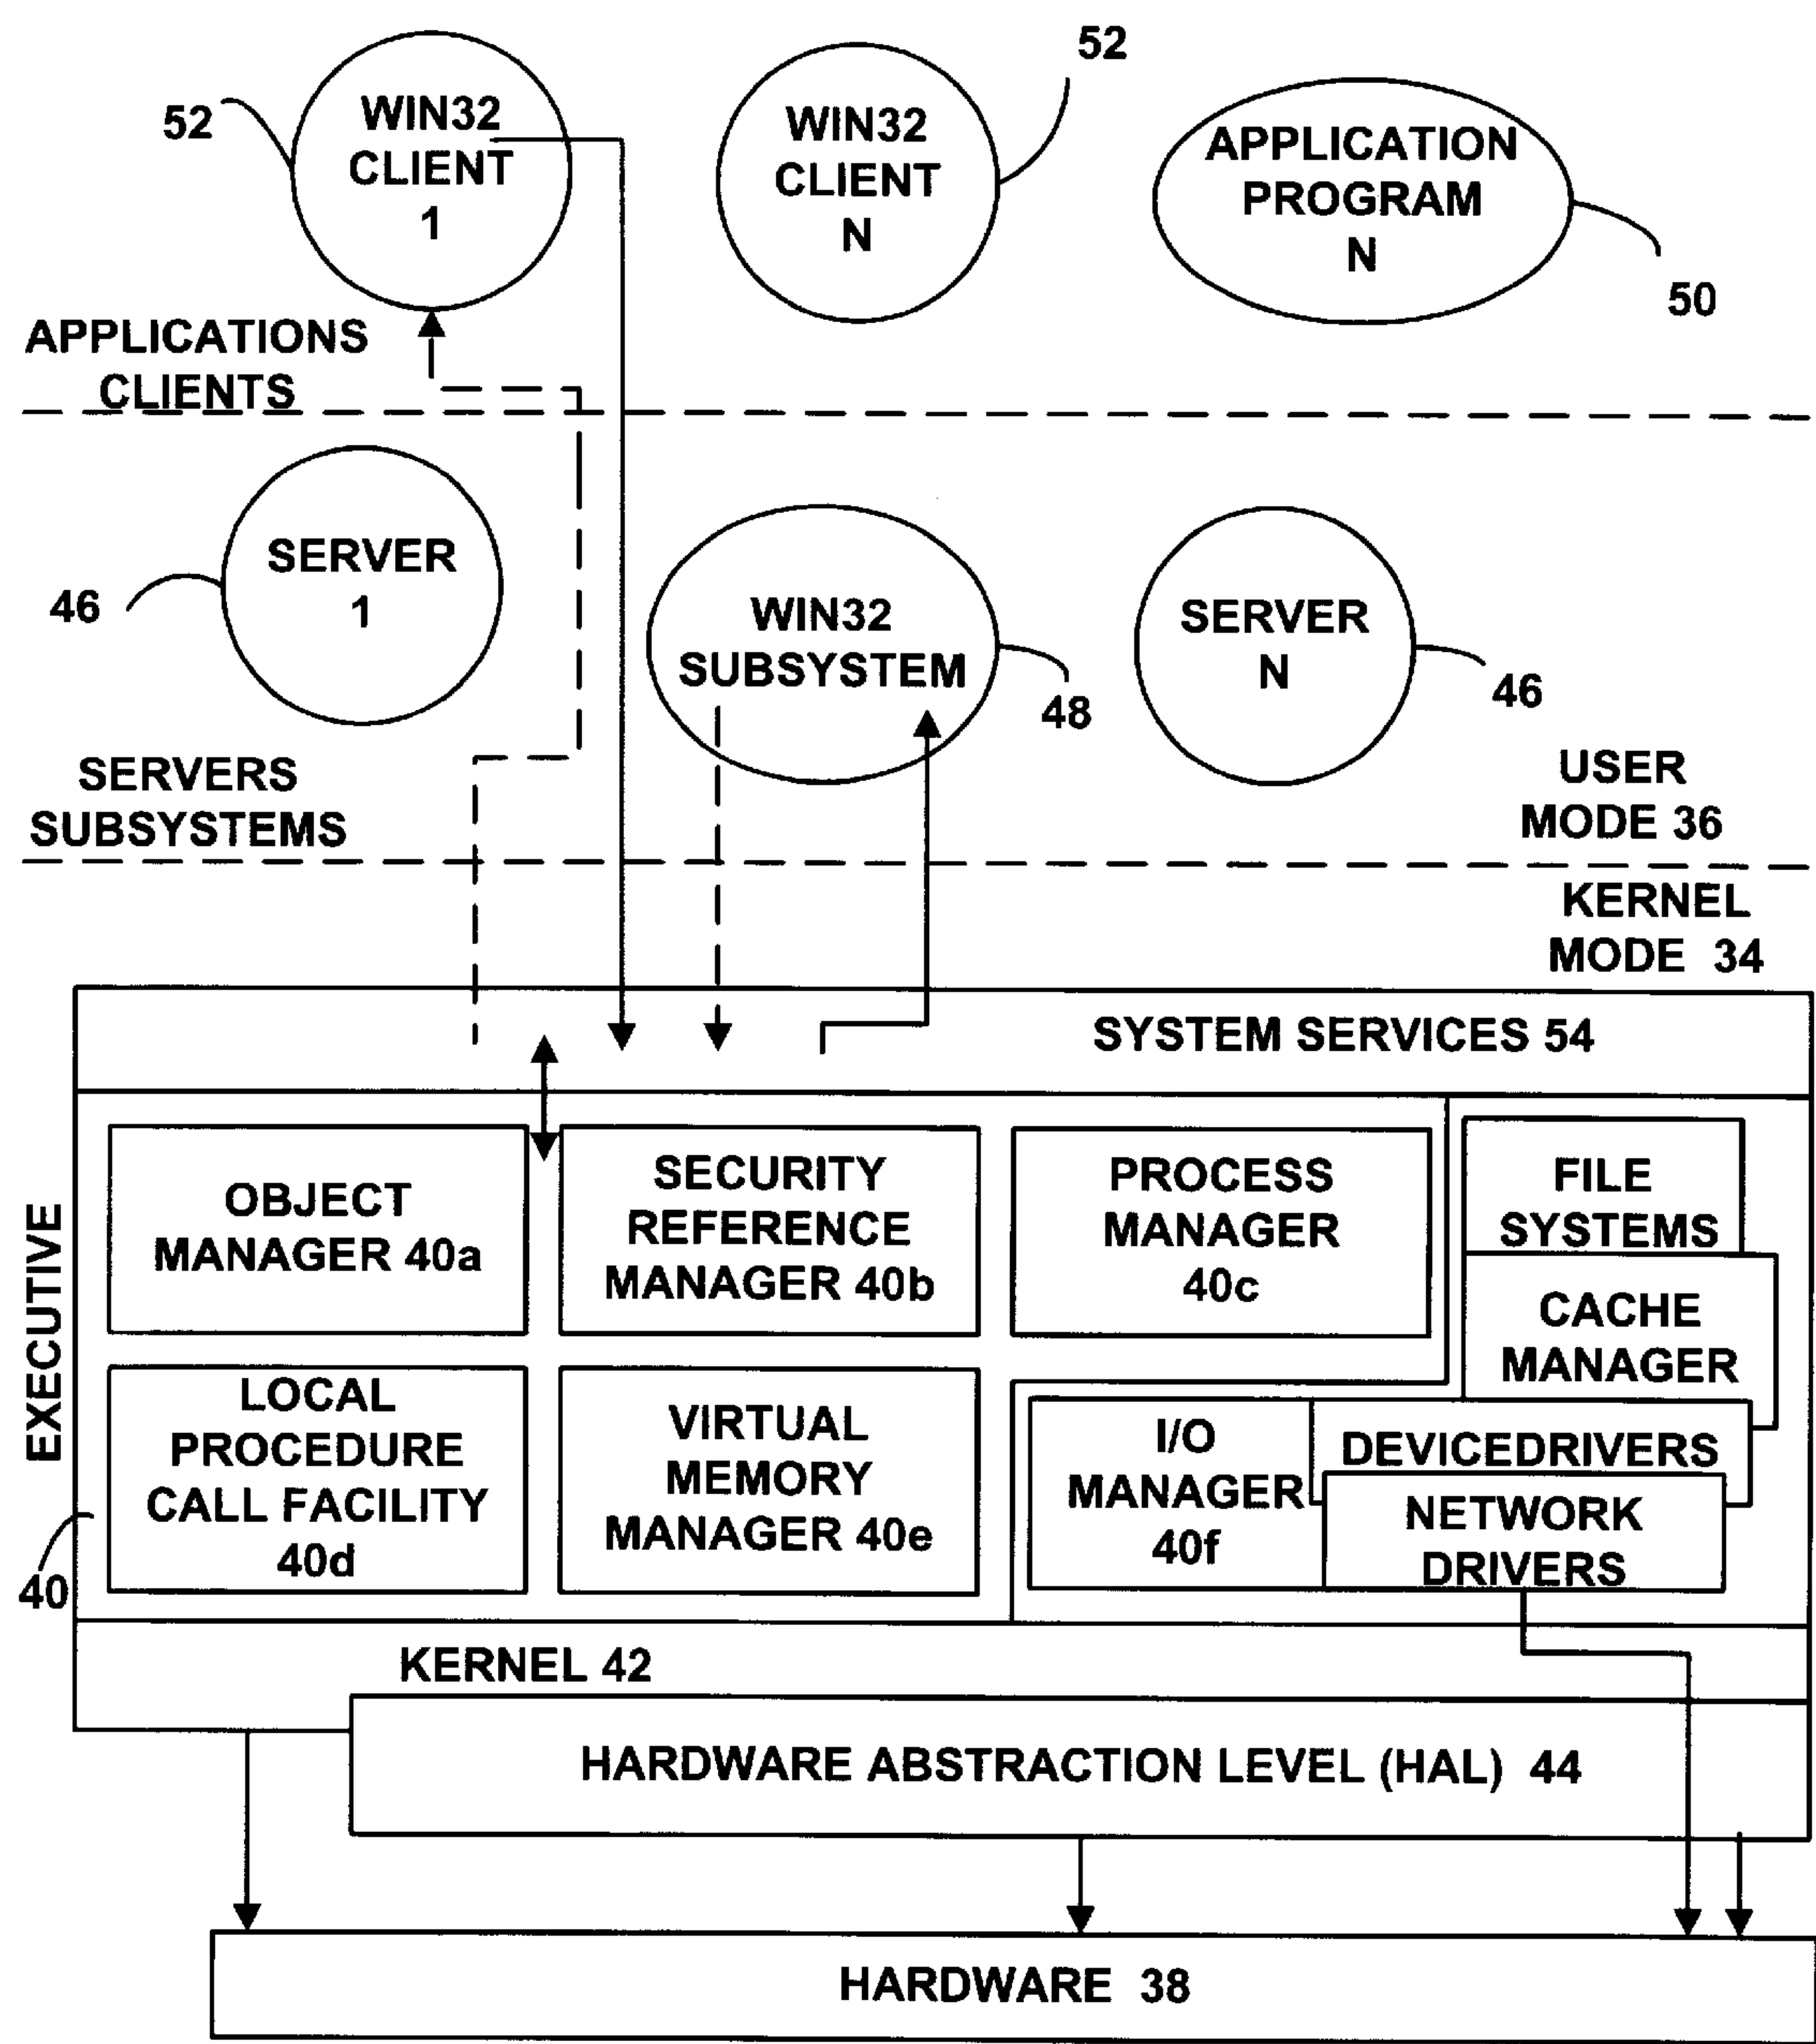 52
WIN32
CLIENT
1
WIN32
CLIENT
N
52
APPLICATION
PROGRAM
N
50
APPLICATIONS
CLIENTS
46
SERVER
1
WIN32
SUBSYSTEM
48
SERVER
N
46
SERVERS
SUBSYSTEMS
USER
MODE 36
KERNEL
MODE 34
SYSTEM SERVICES 54
EXECUTIVE
40
OBJECT
MANAGER 40a
SECURITY
REFERENCE
MANAGER 40b
PROCESS
MANAGER
40c
FILE
SYSTEMS
CACHE
MANAGER
LOCAL
PROCEDURE
CALL FACILITY
40d
VIRTUAL
MEMORY
MANAGER 40e
I/O
MANAGER
40f
DEVICEDRIVERS
NETWORK
DRIVERS
KERNEL 42
HARDWARE ABSTRACTION LEVEL (HAL) 44
HARDWARE 38